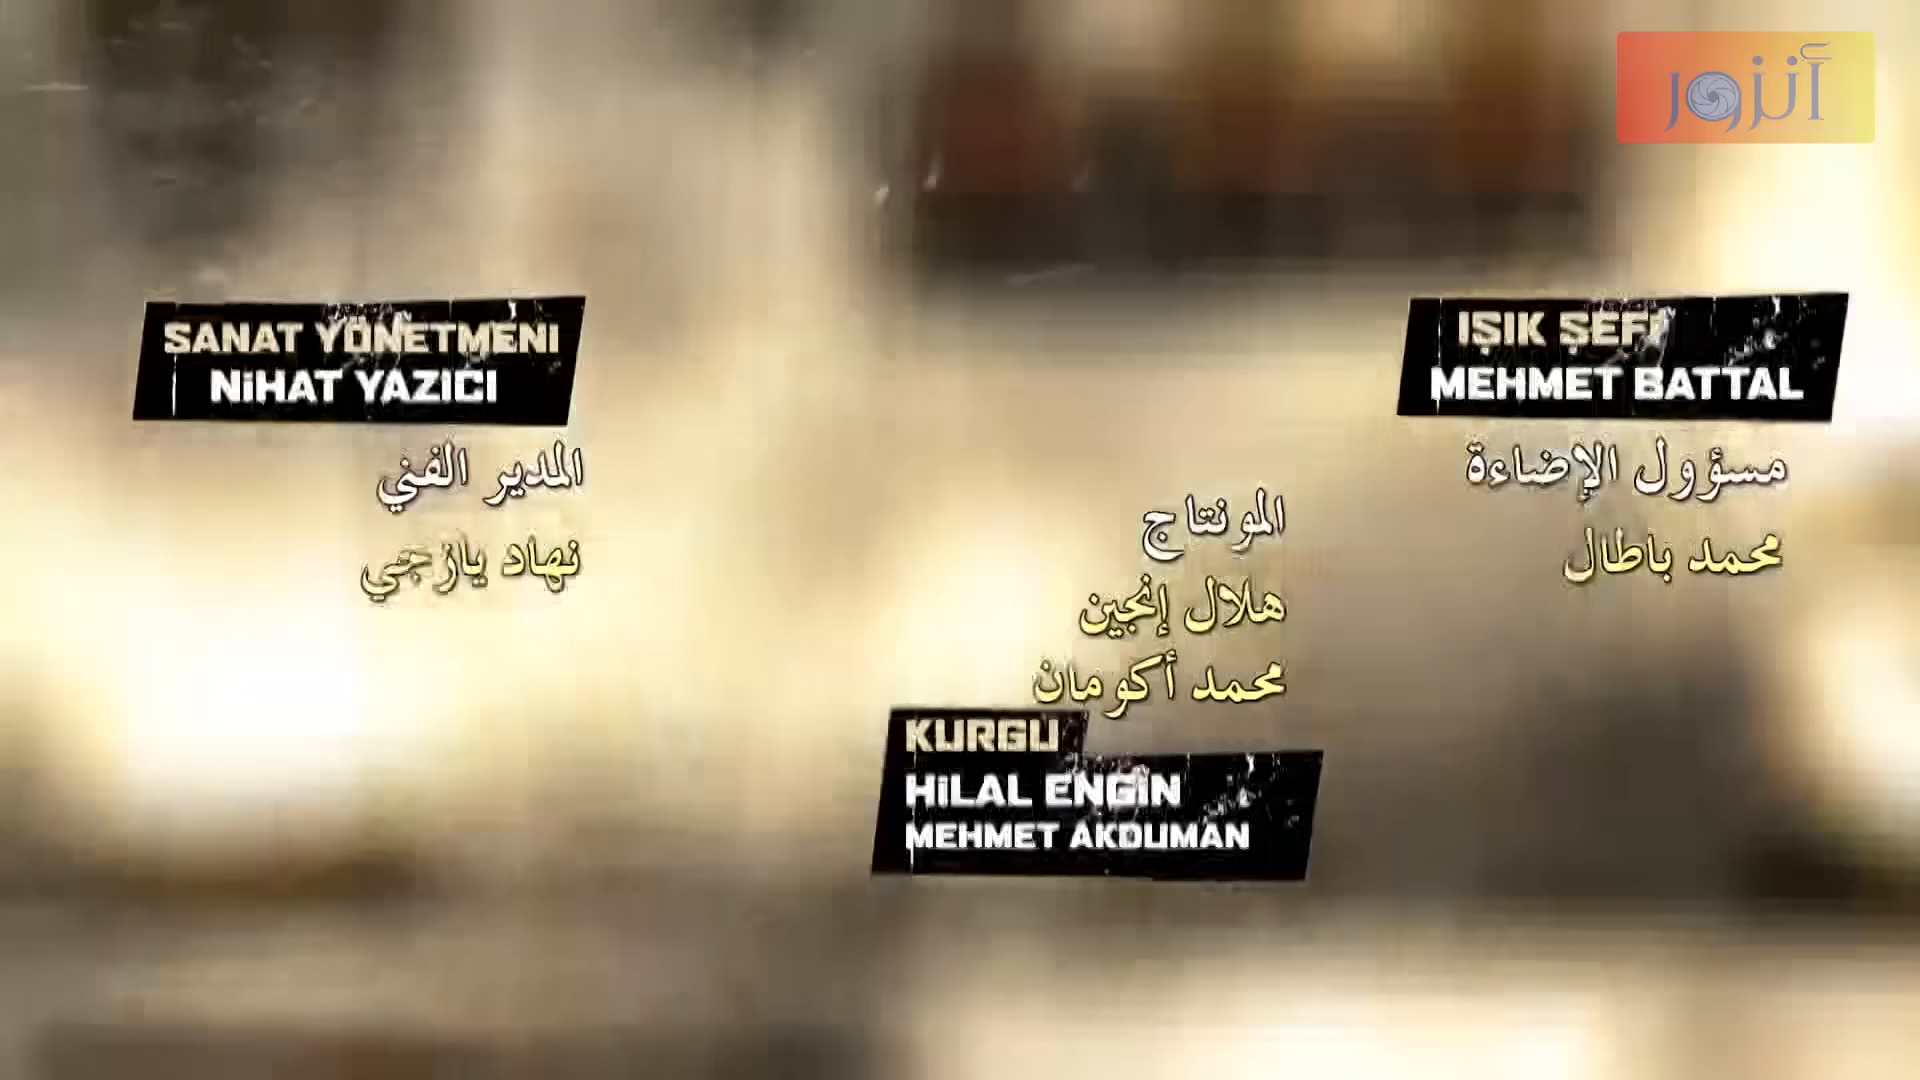 آنزور
SANAT YÖNETMENİ
NİHAT YAZICI
المدير الفني
نهاد يازجي
IŞIK ŞEFİ
MEHMET BATTAL
مسؤول الإضاءة
محمد باطال
المونتاج
هلال إنجين
محمد أكومان
KURGU
HİLAL ENGİN
MEHMET AKDUMAN